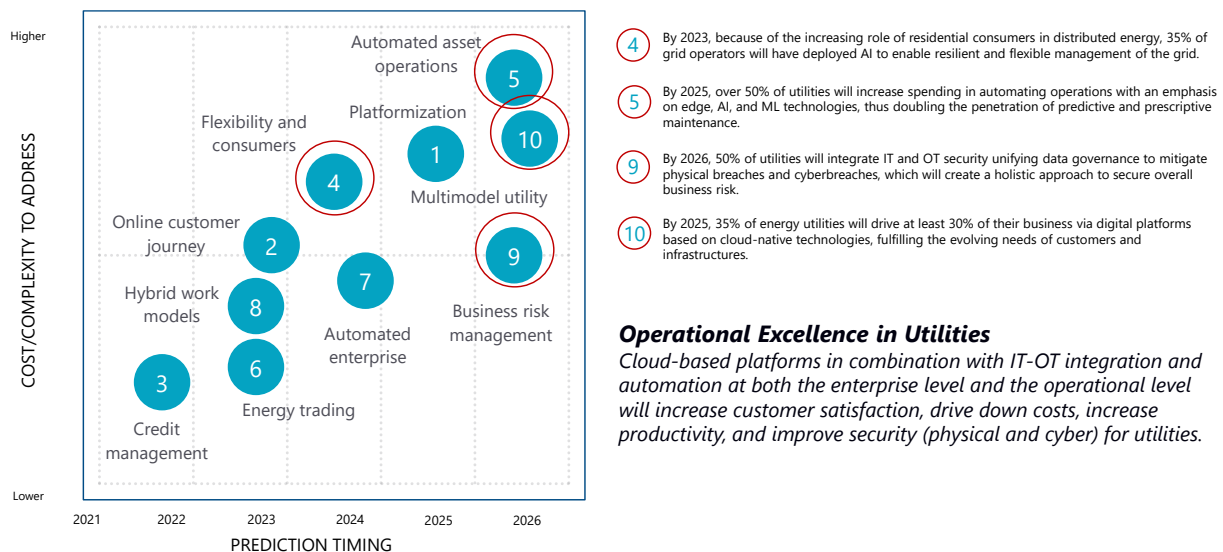 Higher
COST/COMPLEXITY TO ADDRESS
Lower
Automated asset
operations
5
Platformization
10
1
Flexibility and
consumers
4
Multimodel utility
Online customer
journey
2
9
7
Hybrid work
models
8
Business risk
management
Automated
enterprise
6
3
Energy trading
Credit
management
2021
2022
2023
2024
2025
2026
PREDICTION TIMING
4
By 2023, because of the increasing role of residential consumers in distributed energy, 35% of
grid operators will have deployed AI to enable resilient and flexible management of the grid.
5
By 2025, over 50% of utilities will increase spending in automating operations with an emphasis
on edge, AI, and ML technologies, thus doubling the penetration of predictive and prescriptive
maintenance.
9
By 2026, 50% of utilities will integrate IT and OT security unifying data governance to mitigate
physical breaches and cyberbreaches, which will create a holistic approach to secure overall
business risk.
10
By 2025, 35% of energy utilities will drive at least 30% of their business via digital platforms
based on cloud-native technologies, fulfilling the evolving needs of customers and
infrastructures.
Operational Excellence in Utilities
Cloud-based platforms in combination with IT-OT integration and
automation at both the enterprise level and the operational level
will increase customer satisfaction, drive down costs, increase
productivity, and improve security (physical and cyber) for utilities.